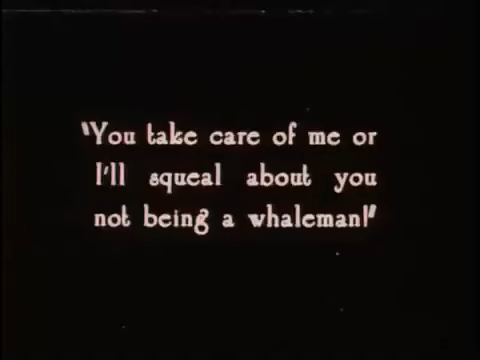 "You take care of me or
I'll squeal about you
not being a whaleman!"